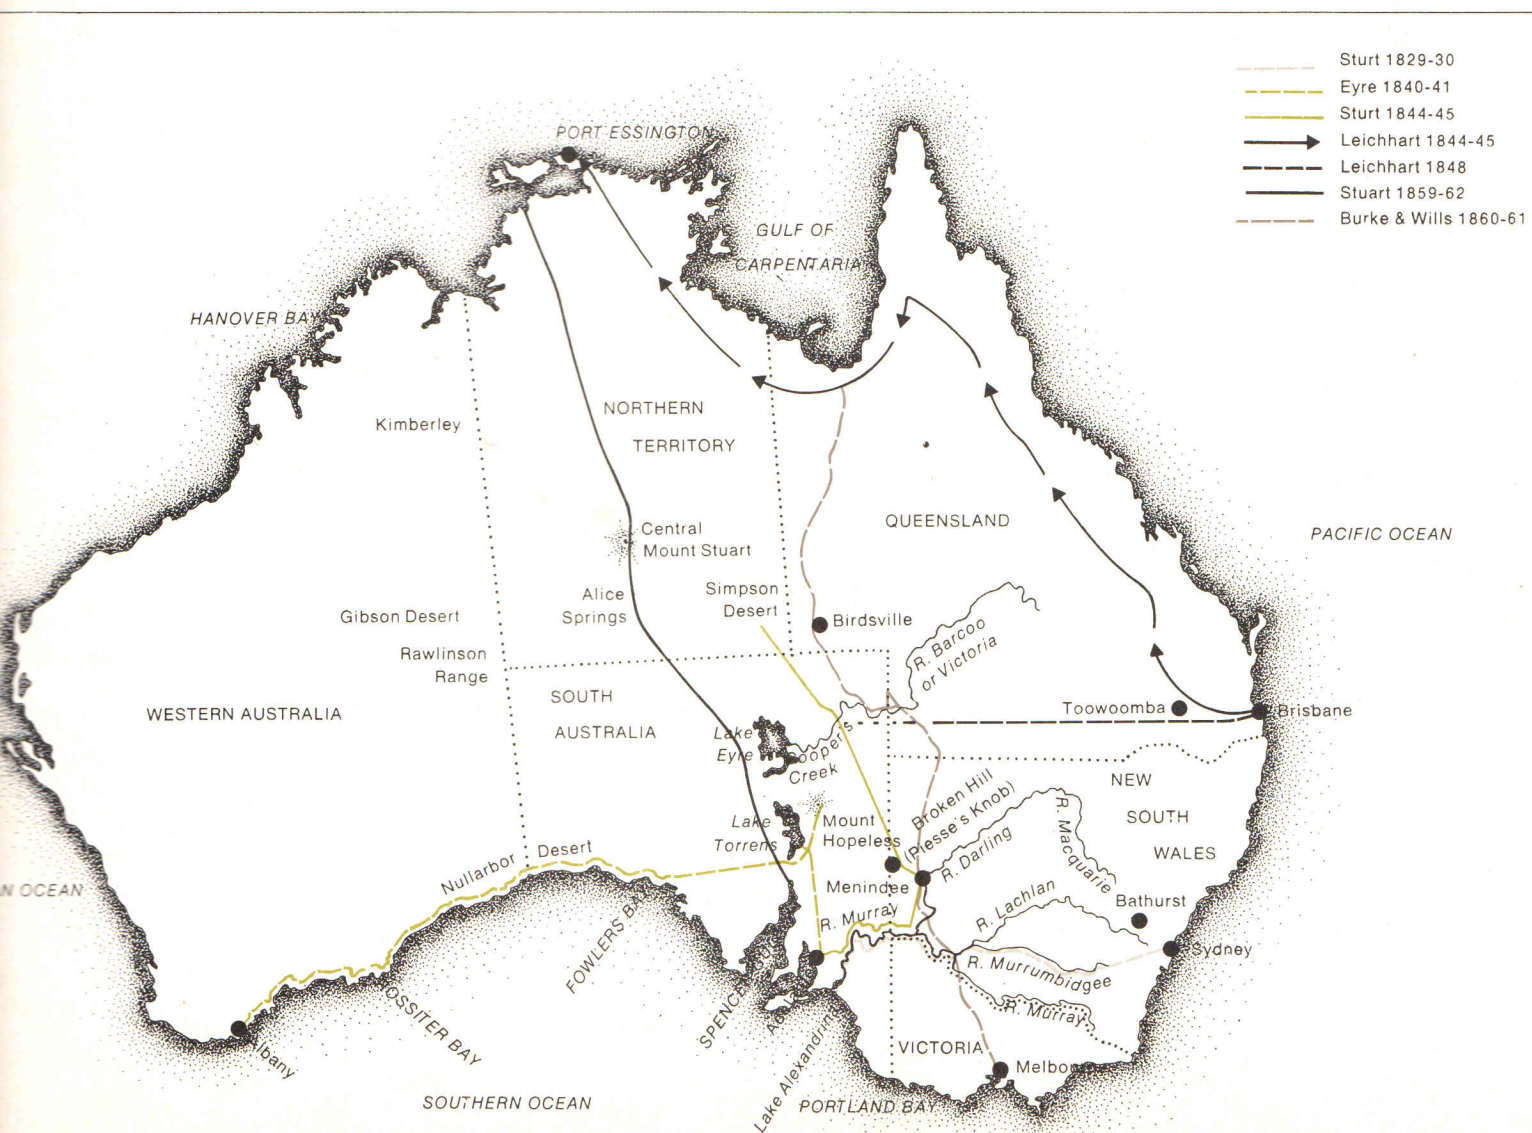 Sturt 1829-30
Eyre 1840-41
Sturt 1844-45
Leichhart 1844-45
Leichhart 1848
Stuart 1859-62
Burke & Wills 1860-61
PORT ESSINGTON
GULF OF
CARPENTARIA
HANOVER BAY
Kimberley
NORTHERN
TERRITORY
QUEENSLAND
PACIFIC OCEAN
Central
Mount Stuart
Alice
Springs
Simpson
Desert
Birdsville
Gibson Desert
Rawlinson
Range
R. Barcoo
or Victoria
WESTERN AUSTRALIA
SOUTH
AUSTRALIA
Toowoomba
Brisbane
Lake
Eyre
Cooper's
Creek
NEW
SOUTH
WALES
Broken Hill
(Piesse's Knob)
Mount
Hopeless
Lake
Torrens
R. Darling
R. Macquarie
Nullarbor Desert
N OCEAN
Menindee
R. Murray
R. Lachlan
Bathurst
Sydney
FOWLERS BAY
R. Murrumbidgee
R. Murray
ROSSITER BAY
Albany
VICTORIA
Lake Alexandrina
SOUTHERN OCEAN
PORTLAND BAY